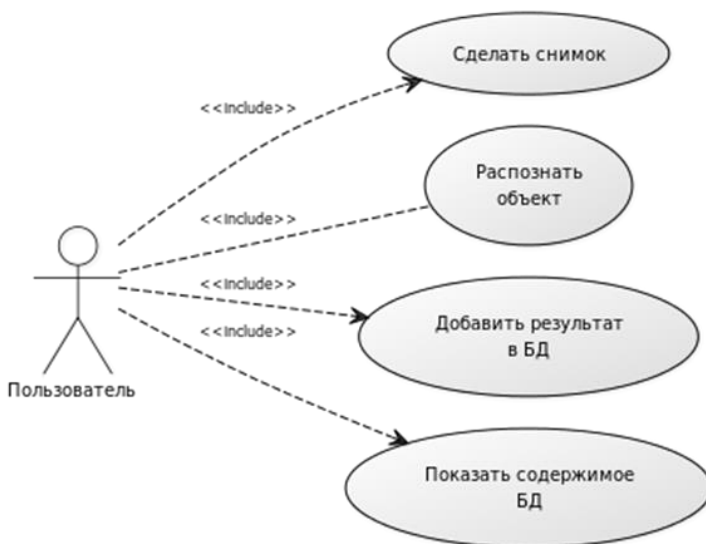 Сделать снимок
<<include>>
Распознать
объект
<<include>>
<<include>>
Добавить результат
в БД
<<include>>
Пользователь
Показать содержимое
БД